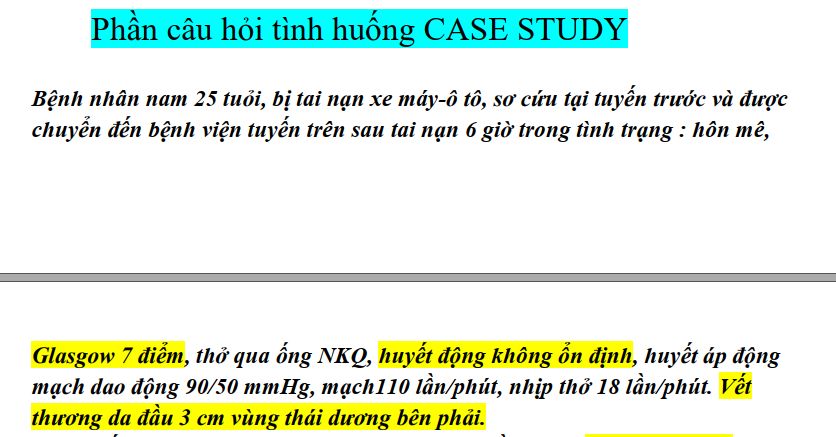 Phần câu hỏi tình huống CASE STUDY
Bệnh nhân nam 25 tuổi, bị tai nạn xe máy-ô tô, sơ cứu tại tuyến trước và được
chuyển đến bệnh viện tuyến trên sau tai nạn 6 giờ trong tình trạng : hôn mê,
Glasgow 7 điểm, thở qua ống NKQ, huyết động không ổn định, huyết áp động
mạch dao động 90/50 mmHg, mạch110 lần/phút, nhịp thở 18 lần/phút. Vết
thương da đầu 3 cm vùng thái dương bên phải.